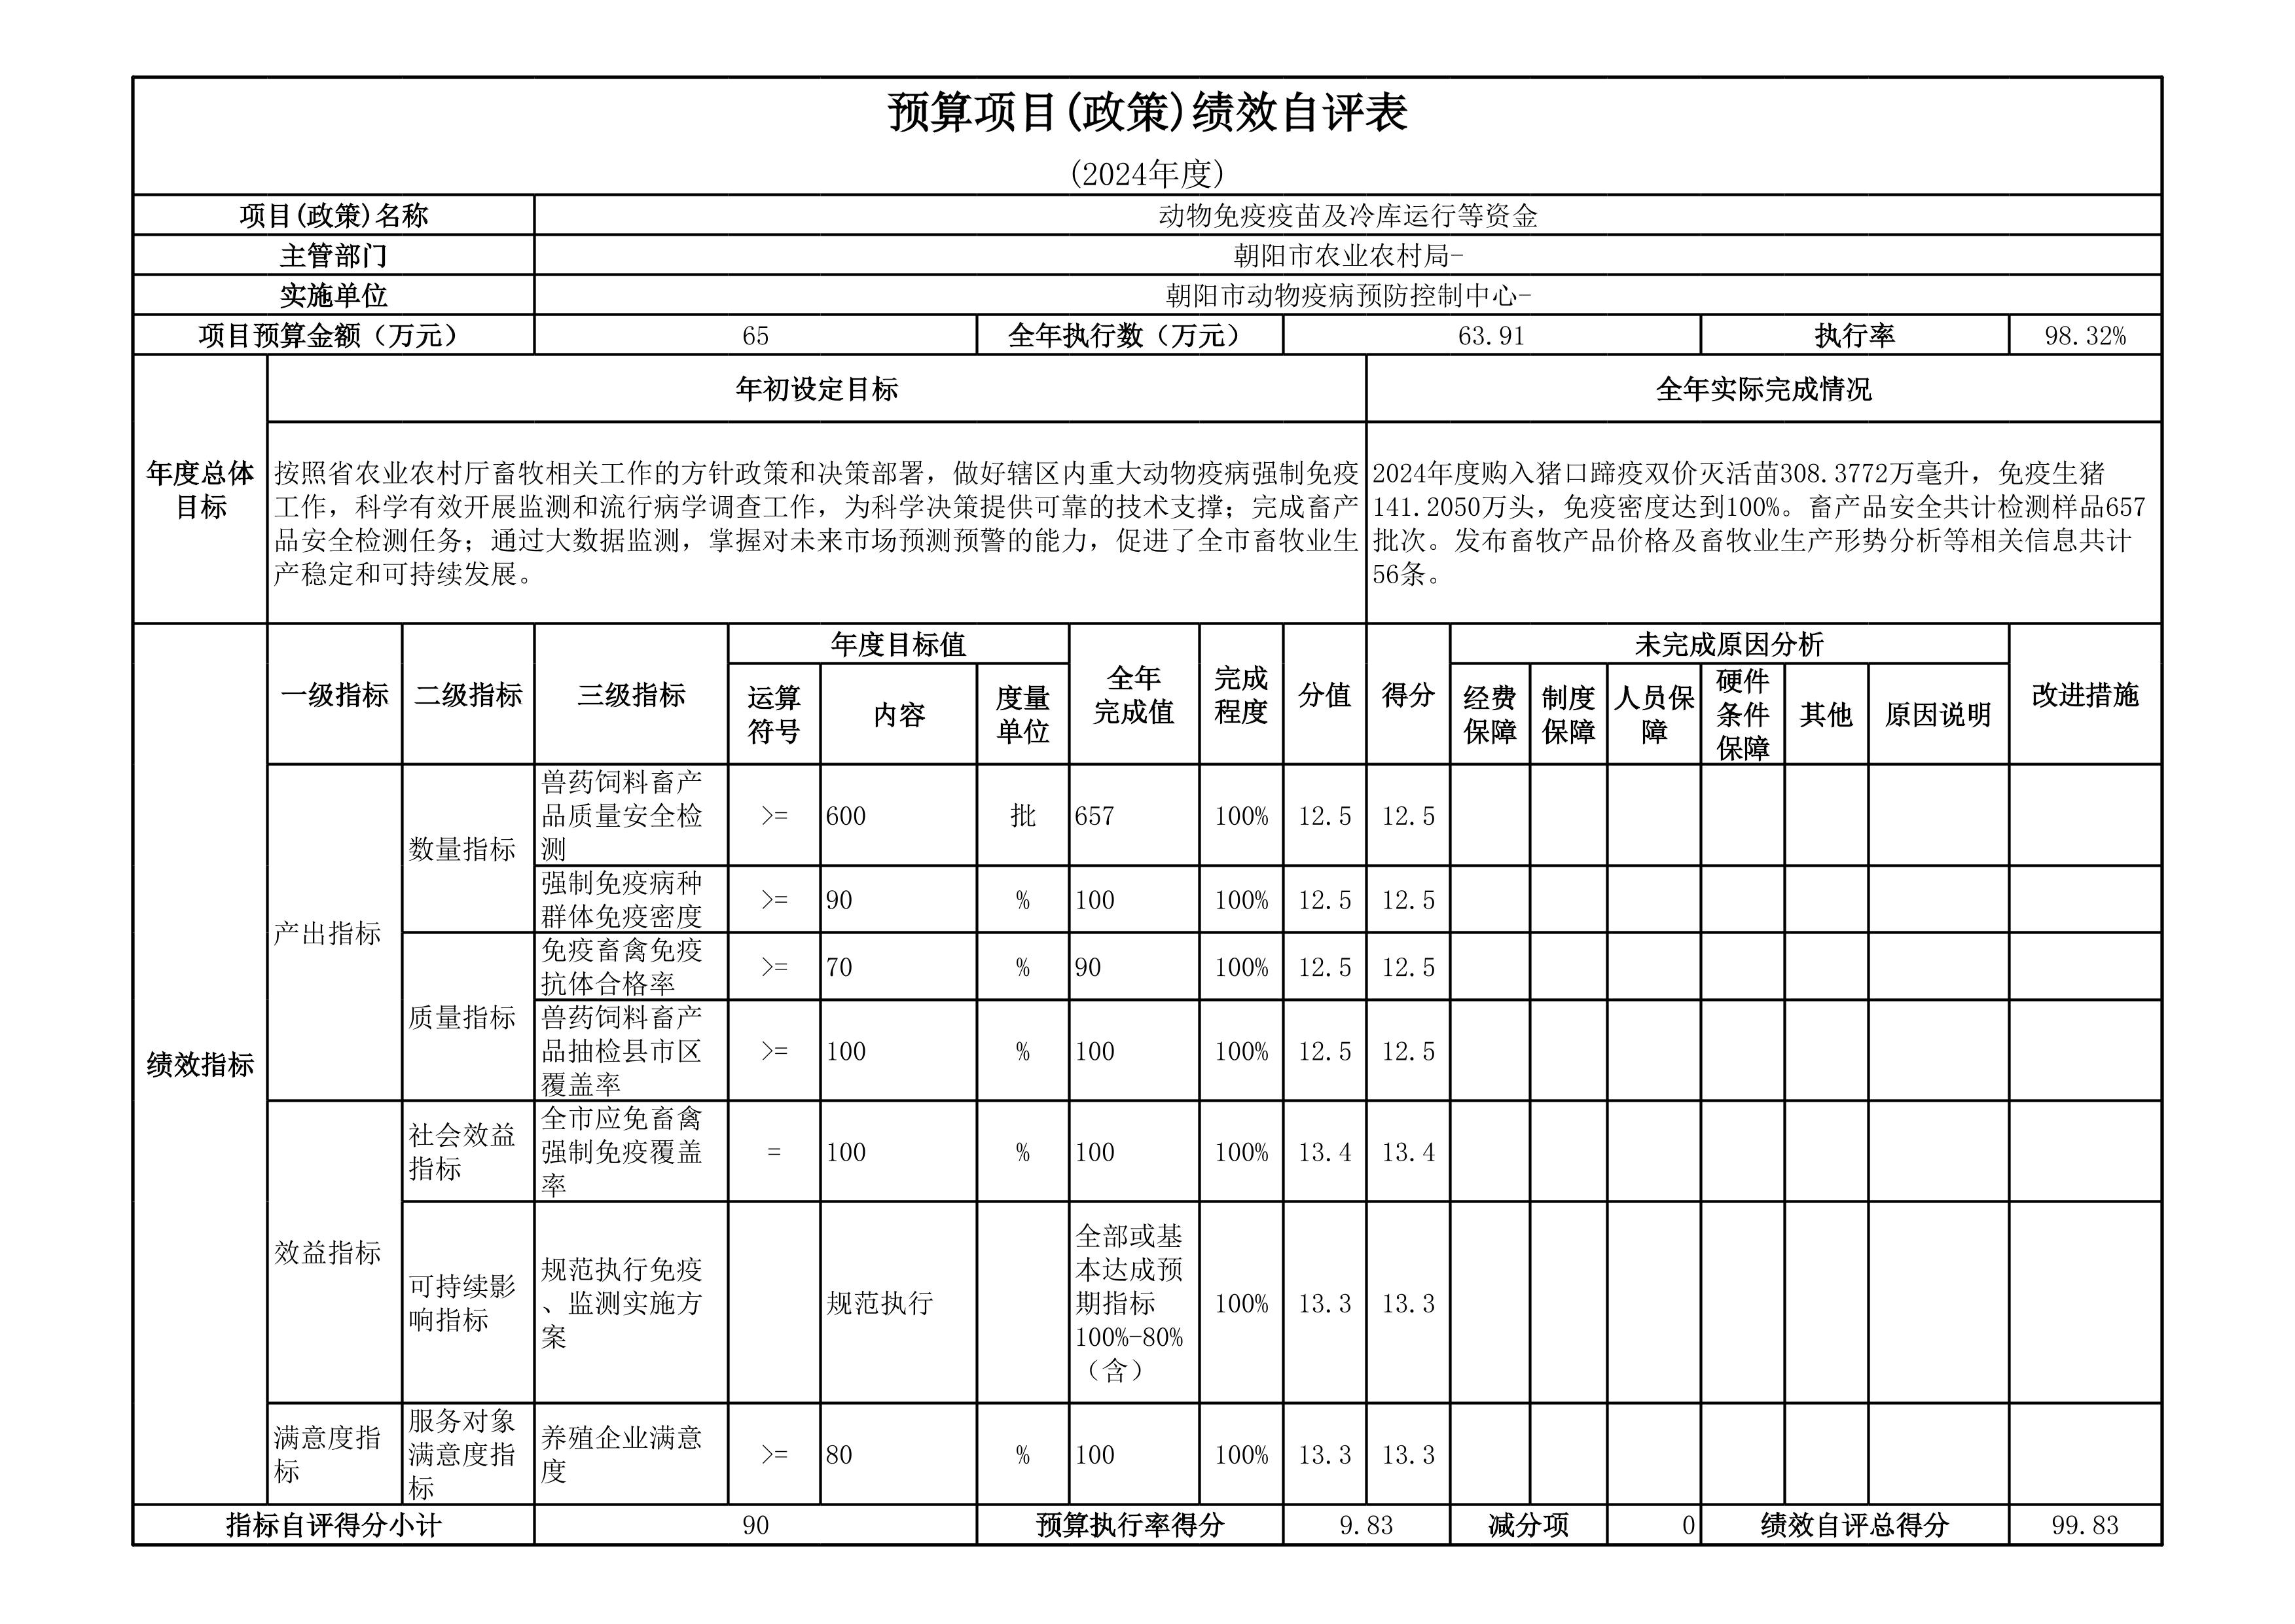 预算项目(政策)绩效自评表
(2024年度)
项目(政策)名称 动物免疫疫苗及冷库运行等资金
主管部门 朝阳市农业农村局-
实施单位 朝阳市动物疫病预防控制中心-
项目预算金额（万元） 65 全年执行数（万元） 63.91 执行率 98.32%
年度总体
目标
年初设定目标
按照省农业农村厅畜牧相关工作的方针政策和决策部署，做好辖区内重大动物疫病强制免疫
工作，科学有效开展监测和流行病学调查工作，为科学决策提供可靠的技术支撑；完成畜产
品安全检测任务；通过大数据监测，掌握对未来市场预测预警的能力，促进了全市畜牧业生
产稳定和可持续发展。
全年实际完成情况
2024年度购入猪口蹄疫双价灭活苗308.3772万毫升，免疫生猪
141.2050万头，免疫密度达到100%。畜产品安全共计检测样品657
批次。发布畜牧产品价格及畜牧业生产形势分析等相关信息共计
56条。
绩效指标
一级指标
二级指标
三级指标
年度目标值
运算
符号
内容
度量
单位
全年
完成值
完成
程度
分值
得分
未完成原因分析
经费
保障
制度
保障
人员保
障
硬件
条件
保障
其他
原因说明
改进措施
产出指标
数量指标
兽药饲料畜产
品质量安全检
测
>= 600 批 657 100% 12.5 12.5
强制免疫病种
群体免疫密度
>= 90 % 100 100% 12.5 12.5
质量指标
免疫畜禽免疫
抗体合格率
>= 70 % 90 100% 12.5 12.5
兽药饲料畜产
品抽检县市区
覆盖率
>= 100 % 100 100% 12.5 12.5
效益指标
社会效益
指标
全市应免畜禽
强制免疫覆盖
率
= 100 % 100 100% 13.4 13.4
可持续影
响指标
规范执行免疫
、监测实施方
案
规范执行
全部或基
本达成预
期指标
100%-80%
（含）
100% 13.3 13.3
满意度指
标
服务对象
满意度指
标
养殖企业满意
度
>= 80 % 100 100% 13.3 13.3
指标自评得分小计 90 预算执行率得分 9.83 减分项 0 绩效自评总得分 99.83